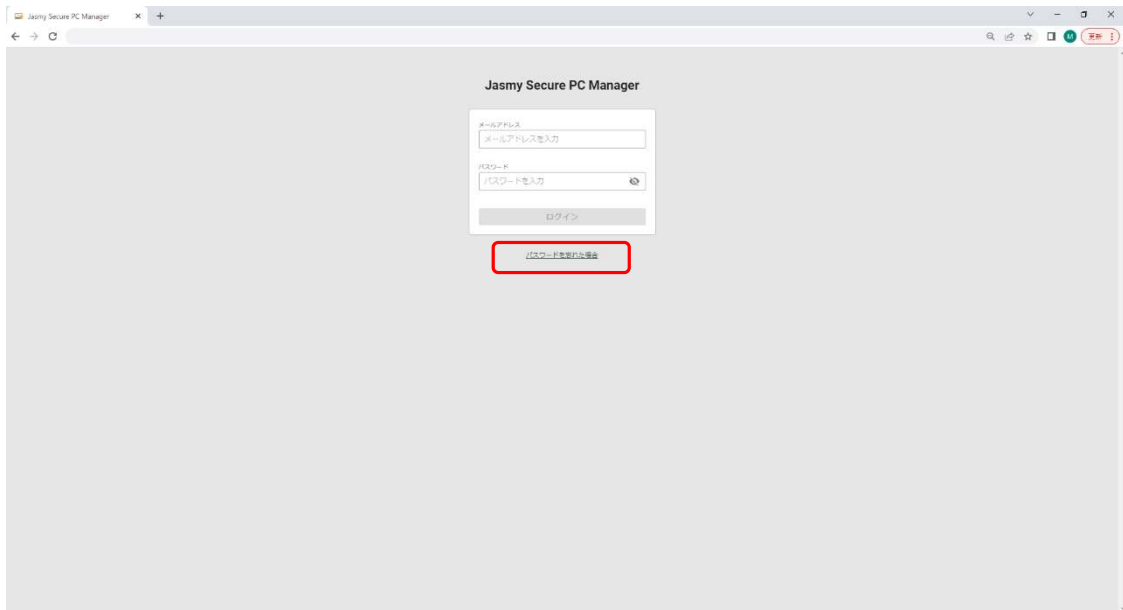 Jasmy Secure PC Manager
M
更新
Jasmy Secure PC Manager
メールアドレス
メールアドレスを入力
パスワード
パスワードを入力
ログイン
パスワードを忘れた場合